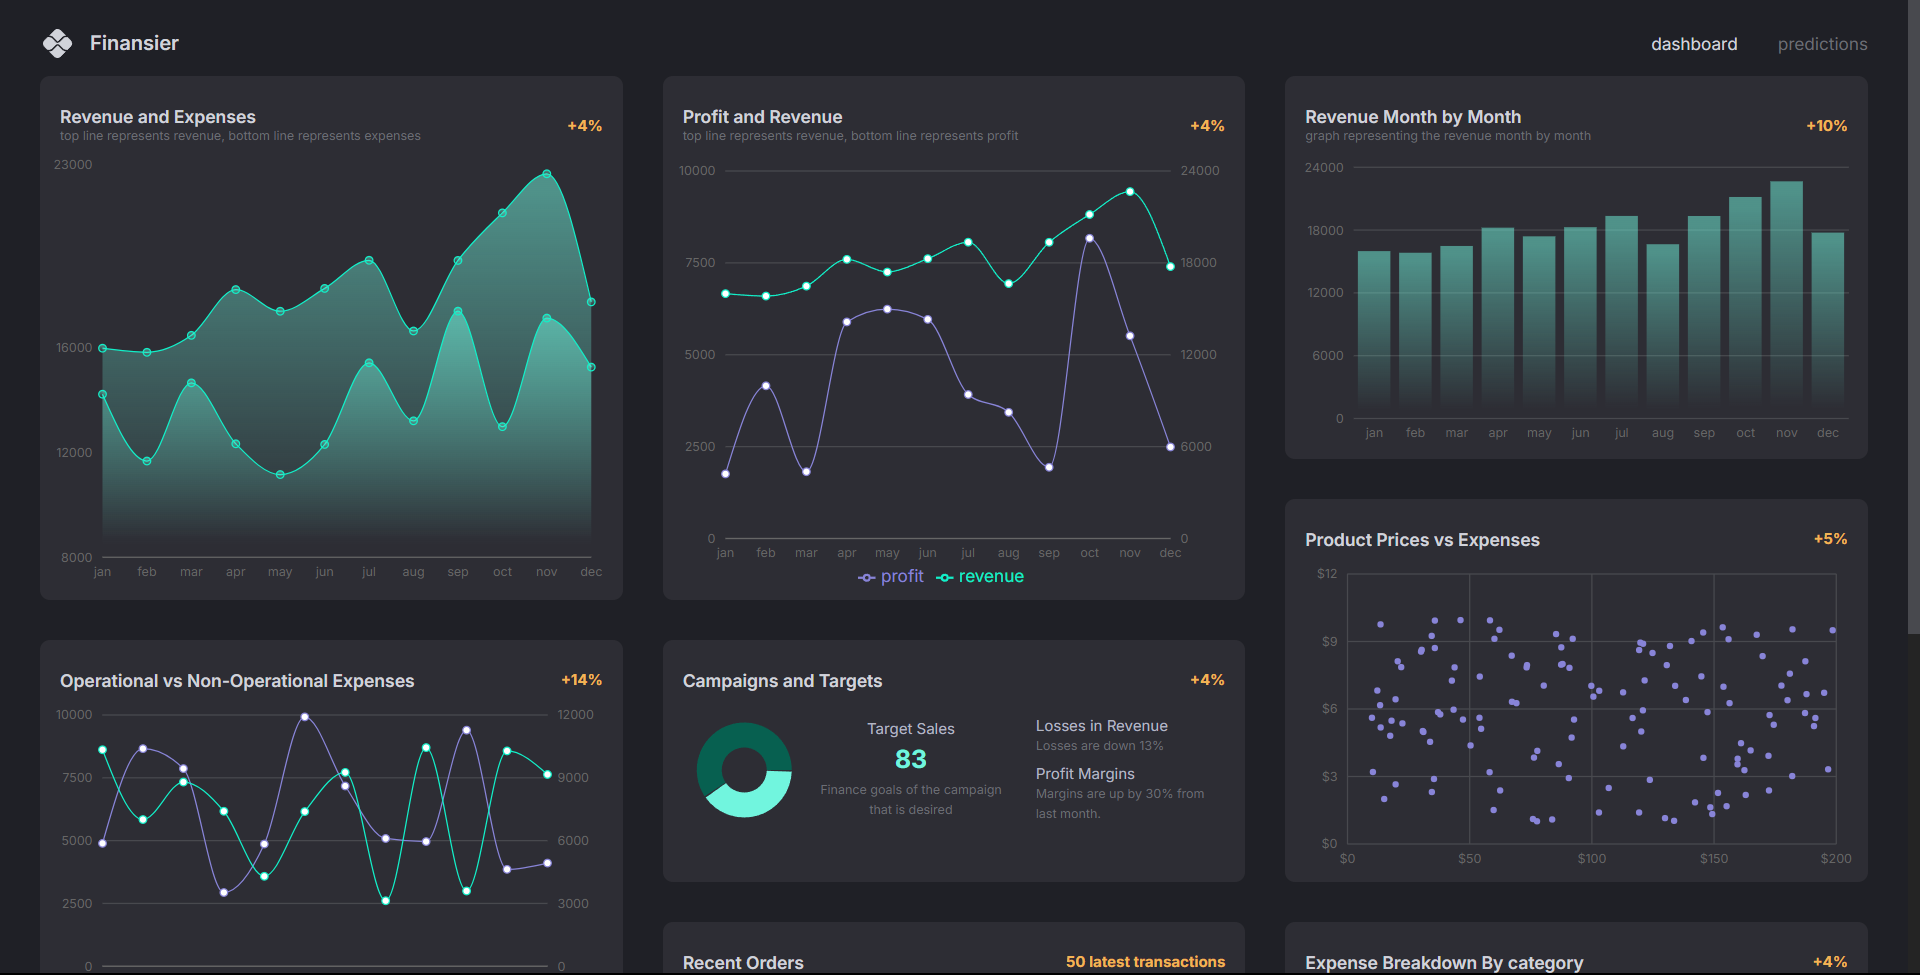 Finansier
dashboard
predictions
Revenue and Expenses
top line represents revenue, bottom line represents expenses
+4%
23000
16000
12000
8000
jan feb mar apr may jun jul aug sep oct nov dec
Profit and Revenue
top line represents revenue, bottom line represents profit
+4%
10000 24000
7500 18000
5000 12000
2500 6000
0 0
jan feb mar apr may jun jul aug sep oct nov dec
profit revenue
Revenue Month by Month
graph representing the revenue month by month
+10%
24000
18000
12000
6000
0
jan feb mar apr may jun jul aug sep oct nov dec
Operational vs Non-Operational Expenses
+14%
10000 12000
7500 9000
5000 6000
2500 3000
0 0
Campaigns and Targets
+4%
Target Sales
83
Finance goals of the campaign
that is desired
Losses in Revenue
Losses are down 13%
Profit Margins
Margins are up by 30% from
last month.
Product Prices vs Expenses
+5%
$12
$9
$6
$3
$0
$0 $50 $100 $150 $200
Recent Orders
50 latest transactions
Expense Breakdown By category
+4%